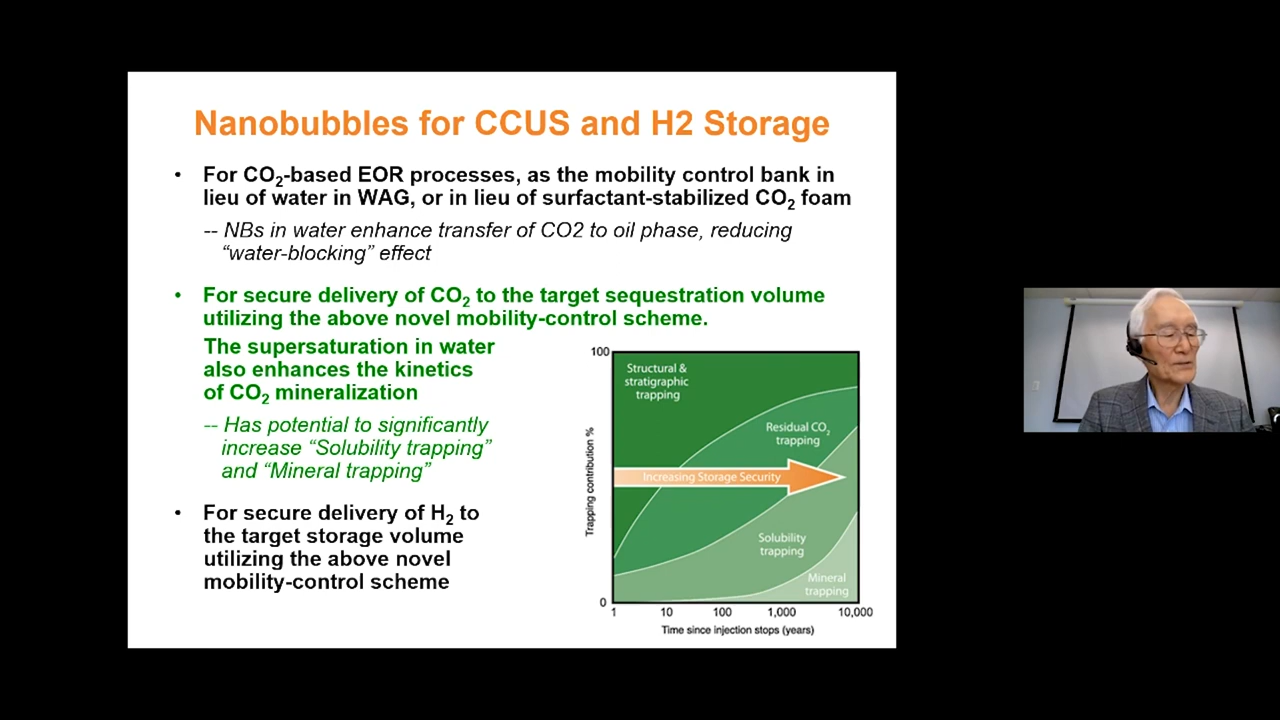 Nanobubbles for CCUS and H2 Storage
• For CO₂-based EOR processes, as the mobility control bank in
lieu of water in WAG, or in lieu of surfactant-stabilized CO₂ foam
-- NBs in water enhance transfer of CO2 to oil phase, reducing
“water-blocking” effect
• For secure delivery of CO₂ to the target sequestration volume
utilizing the above novel mobility-control scheme.
The supersaturation in water
also enhances the kinetics
of CO₂ mineralization
-- Has potential to significantly
increase “Solubility trapping”
and “Mineral trapping”
• For secure delivery of H₂ to
the target storage volume
utilizing the above novel
mobility-control scheme
100
Structural &
stratigraphic
trapping
Residual CO₂
trapping
Increasing Storage Security
Solubility
trapping
Mineral
trapping
Trapping contribution %
0
1 10 100 1,000 10,000
Time since injection stops (years)